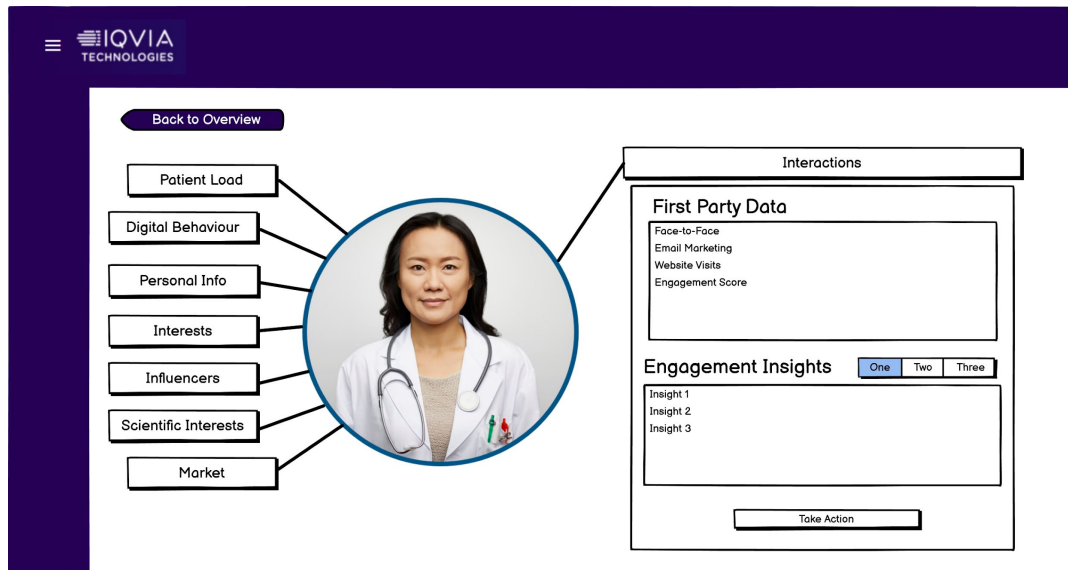 IQVIA
TECHNOLOGIES
Back to Overview
Patient Load
Digital Behaviour
Personal Info
Interests
Influencers
Scientific Interests
Market
Interactions
First Party Data
Face-to-Face
Email Marketing
Website Visits
Engagement Score
Engagement Insights
One Two Three
Insight 1
Insight 2
Insight 3
Take Action